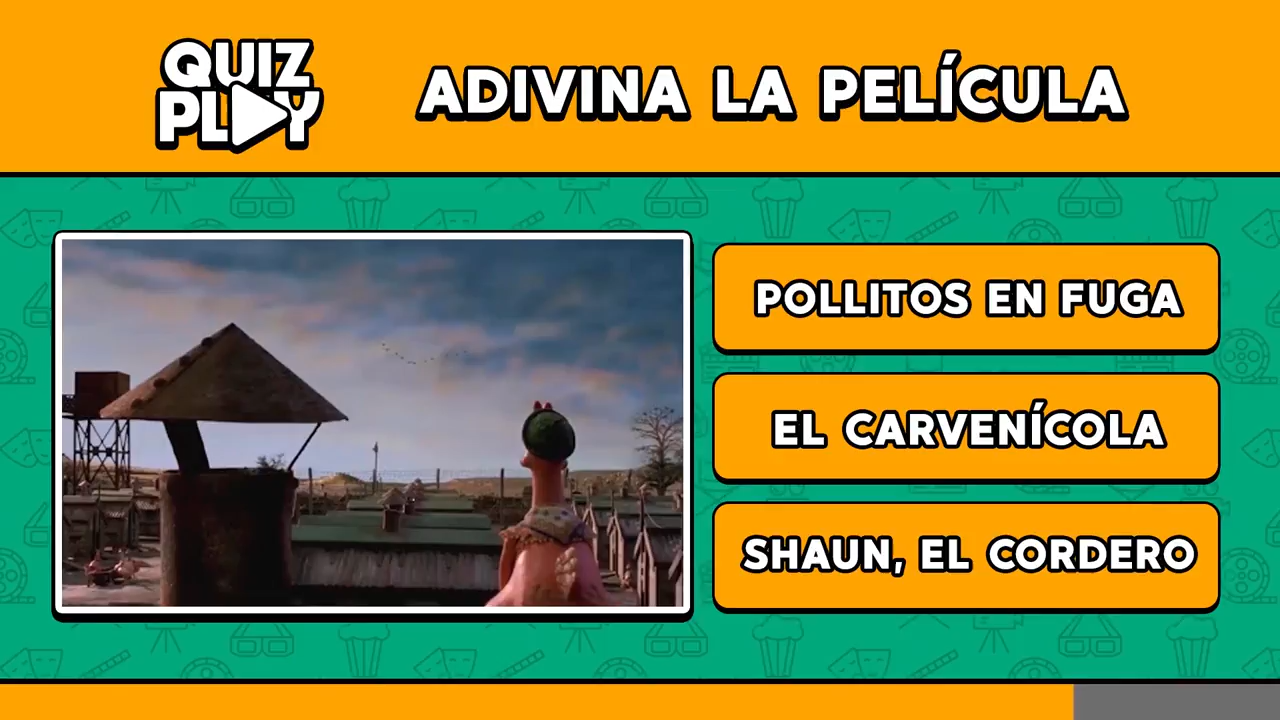 QUIZ
PLAY
ADIVINA LA PELÍCULA
POLLITOS EN FUGA
EL CARVENÍCOLA
SHAUN, EL CORDERO